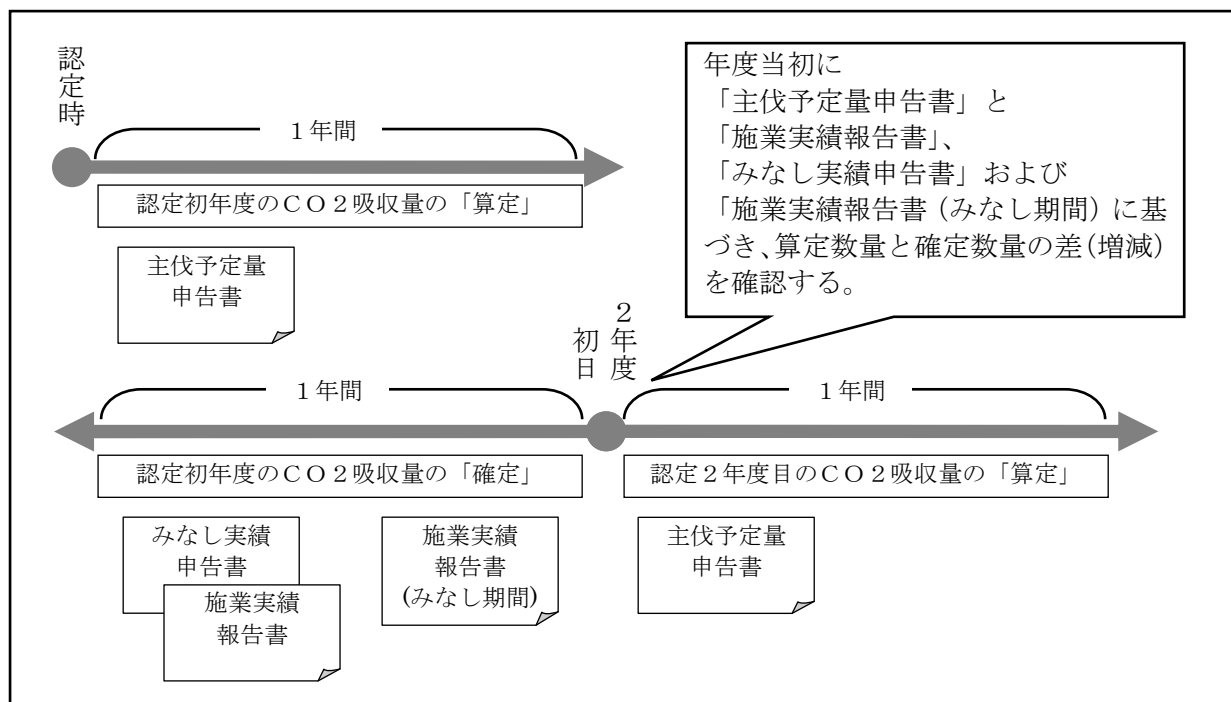 認定時
１年間
認定初年度のＣＯ２吸収量の「算定」
主伐予定量
申告書
年度当初に
「主伐予定量申告書」と
「施業実績報告書」、
「みなし実績申告書」および
「施業実績報告書（みなし期間）に基
づき、算定数量と確定数量の差（増減）
を確認する。
２年度
初日
１年間
１年間
認定初年度のＣＯ２吸収量の「確定」
認定２年度目のＣＯ２吸収量の「算定」
みなし実績
申告書
施業実績
報告書
施業実績
報告書
(みなし期間)
主伐予定量
申告書